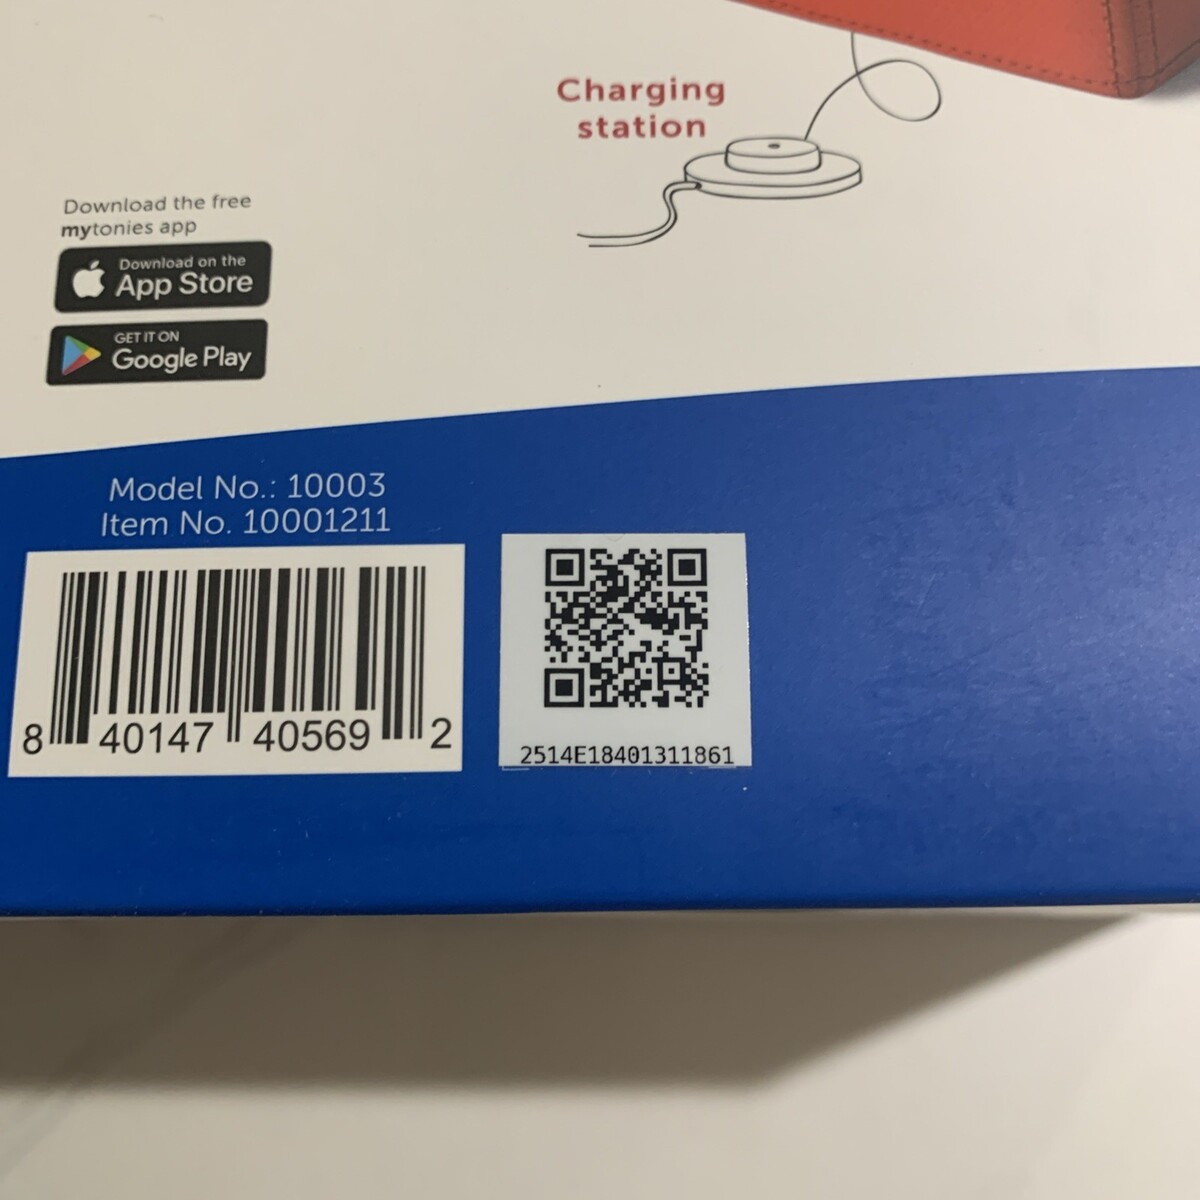 Charging
station
Download the free
mytonies app
Download on the
App Store
GET IT ON
Google Play
Model No.: 10003
Item No. 10001211
8 40147 40569 2
2514E18401311861